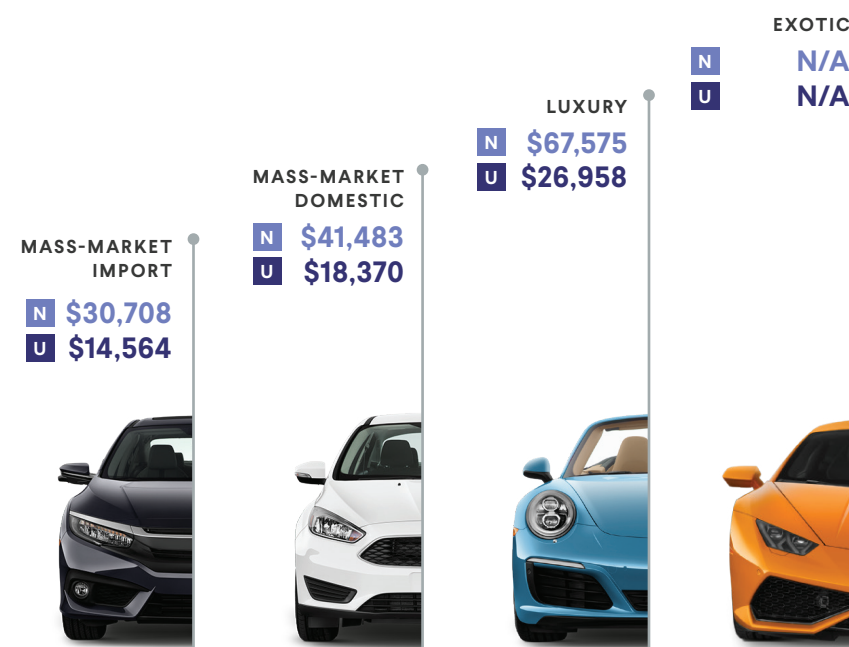 MASS-MARKET
IMPORT
N $30,708
U $14,564
MASS-MARKET
DOMESTIC
N $41,483
U $18,370
LUXURY
N $67,575
U $26,958
EXOTIC
N N/A
U N/A